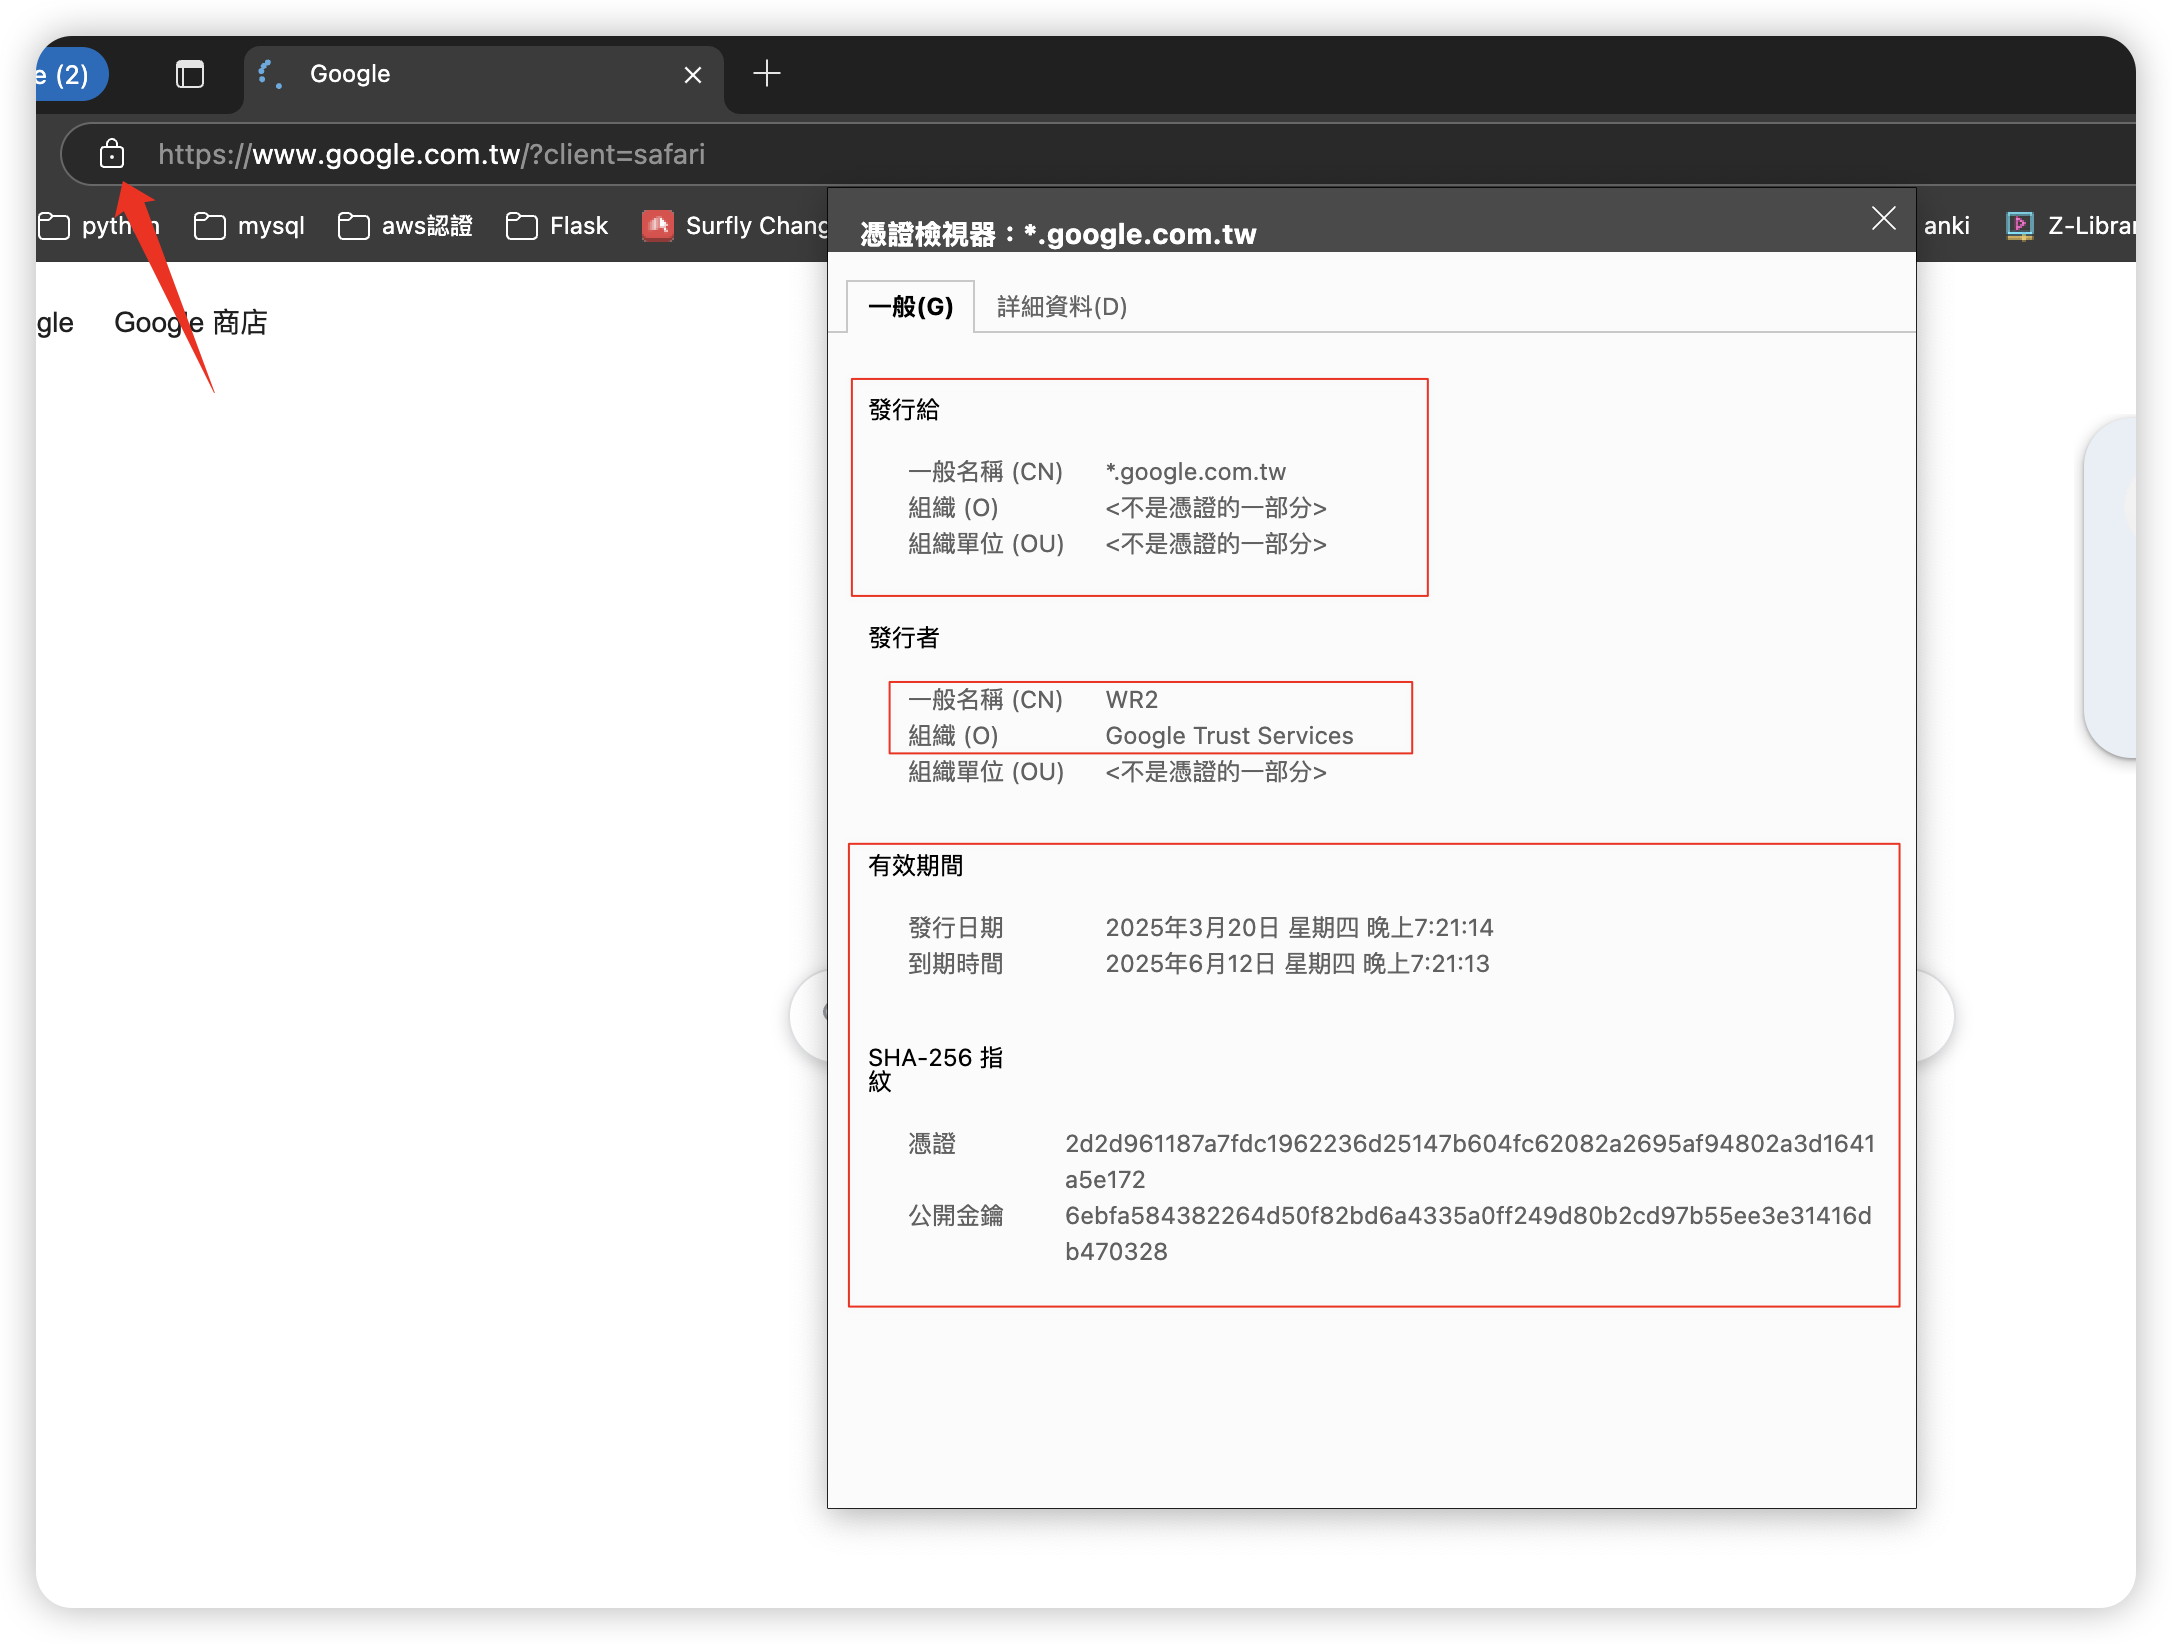 e (2)
Google
https://www.google.com.tw/?client=safari
python
mysql
aws認證
Flask
Surfly Chang
anki
Z-Librar
gle
Google 商店
憑證檢視器：*.google.com.tw
一般(G)
詳細資料(D)
發行給
一般名稱 (CN) *.google.com.tw
組織 (O) <不是憑證的一部分>
組織單位 (OU) <不是憑證的一部分>
發行者
一般名稱 (CN) WR2
組織 (O) Google Trust Services
組織單位 (OU) <不是憑證的一部分>
有效期間
發行日期 2025年3月20日 星期四 晚上7:21:14
到期時間 2025年6月12日 星期四 晚上7:21:13
SHA-256 指
紋
憑證 2d2d961187a7fdc1962236d25147b604fc62082a2695af94802a3d1641
a5e172
公開金鑰 6ebfa584382264d50f82bd6a4335a0ff249d80b2cd97b55ee3e31416d
b470328